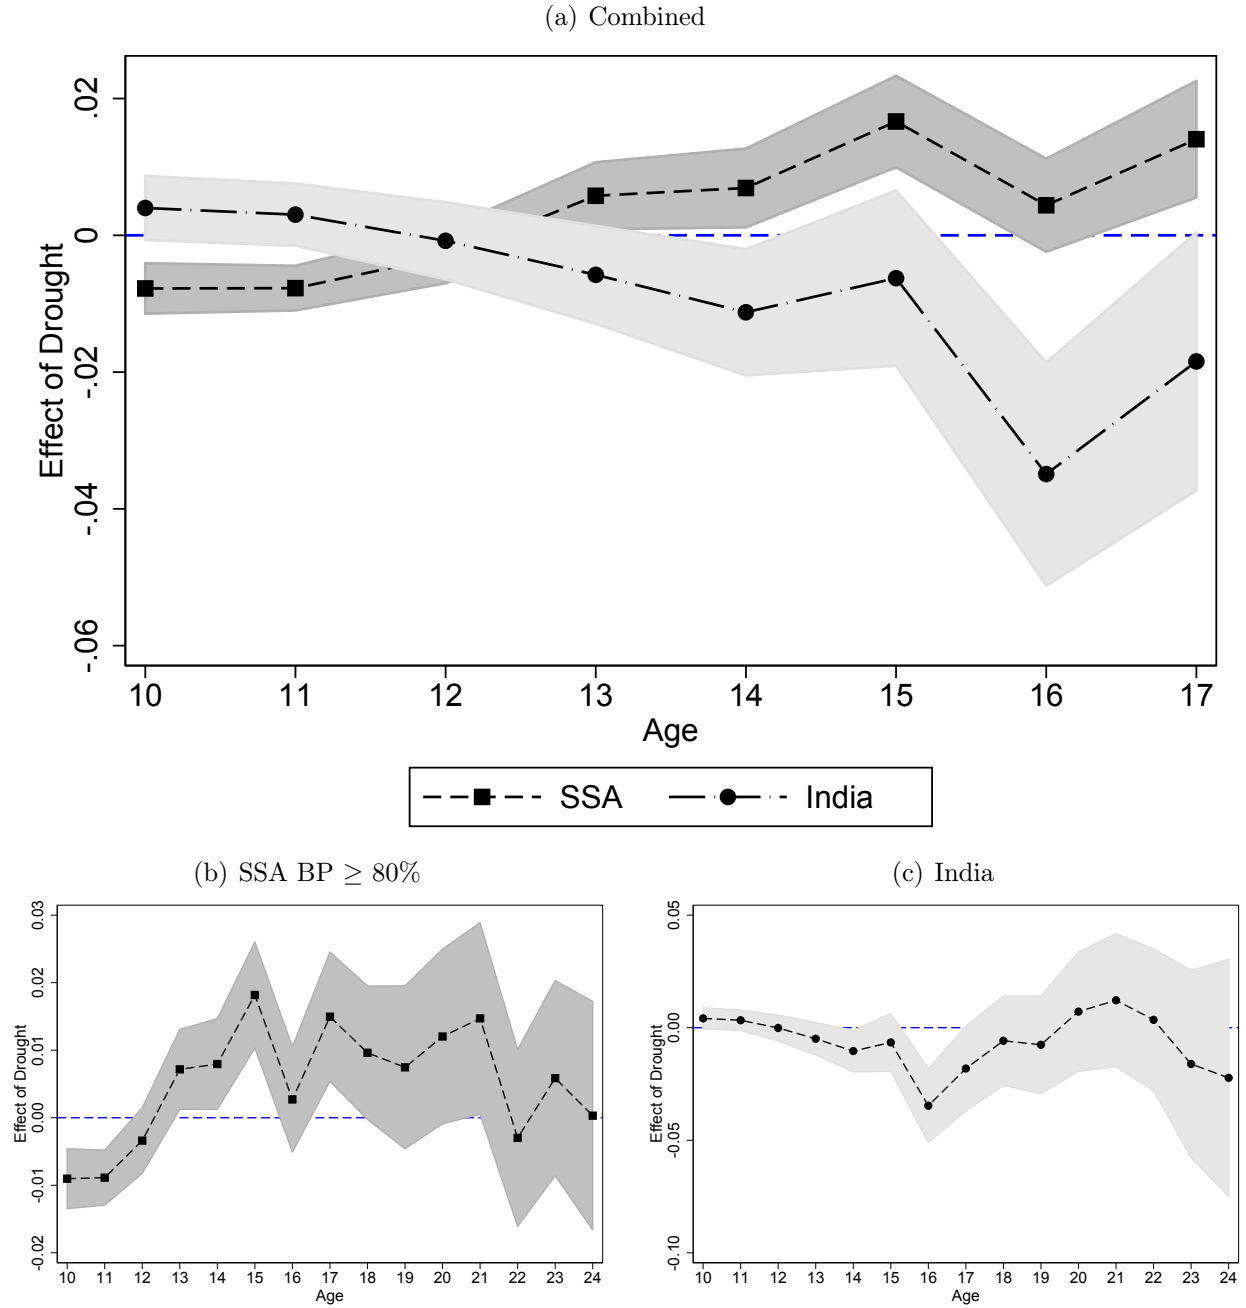 (a) Combined
Effect of Drought
.02
0
-.02
-.04
-.06
10 11 12 13 14 15 16 17
Age
SSA India
(b) SSA BP ≥ 80%
Effect of Drought
0.03
0.02
0.01
0.00
-0.01
-0.02
10 11 12 13 14 15 16 17 18 19 20 21 22 23 24
Age
(c) India
Effect of Drought
0.05
0.00
-0.05
-0.10
10 11 12 13 14 15 16 17 18 19 20 21 22 23 24
Age